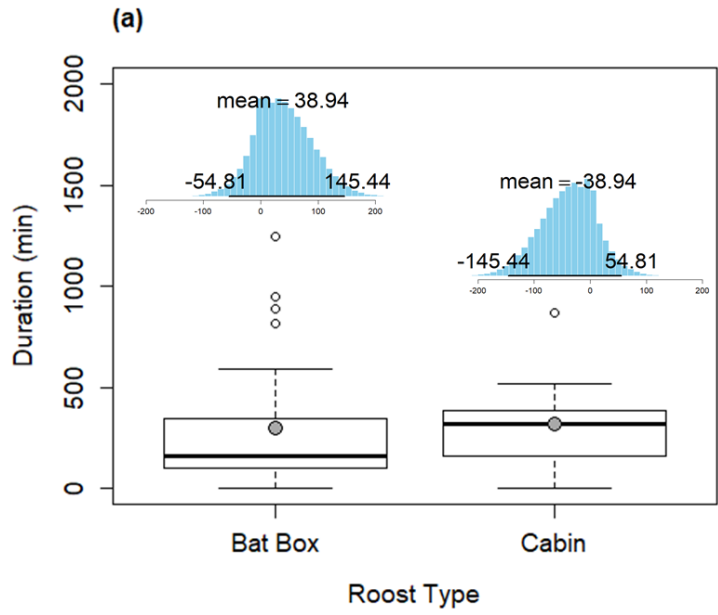 (a)
2000
1500
1000
500
0
Duration (min)
mean = 38.94
-54.81 145.44
-200 -100 0 100 200
mean = -38.94
-145.44 54.81
-200 -100 0 100 200
Bat Box Cabin
Roost Type